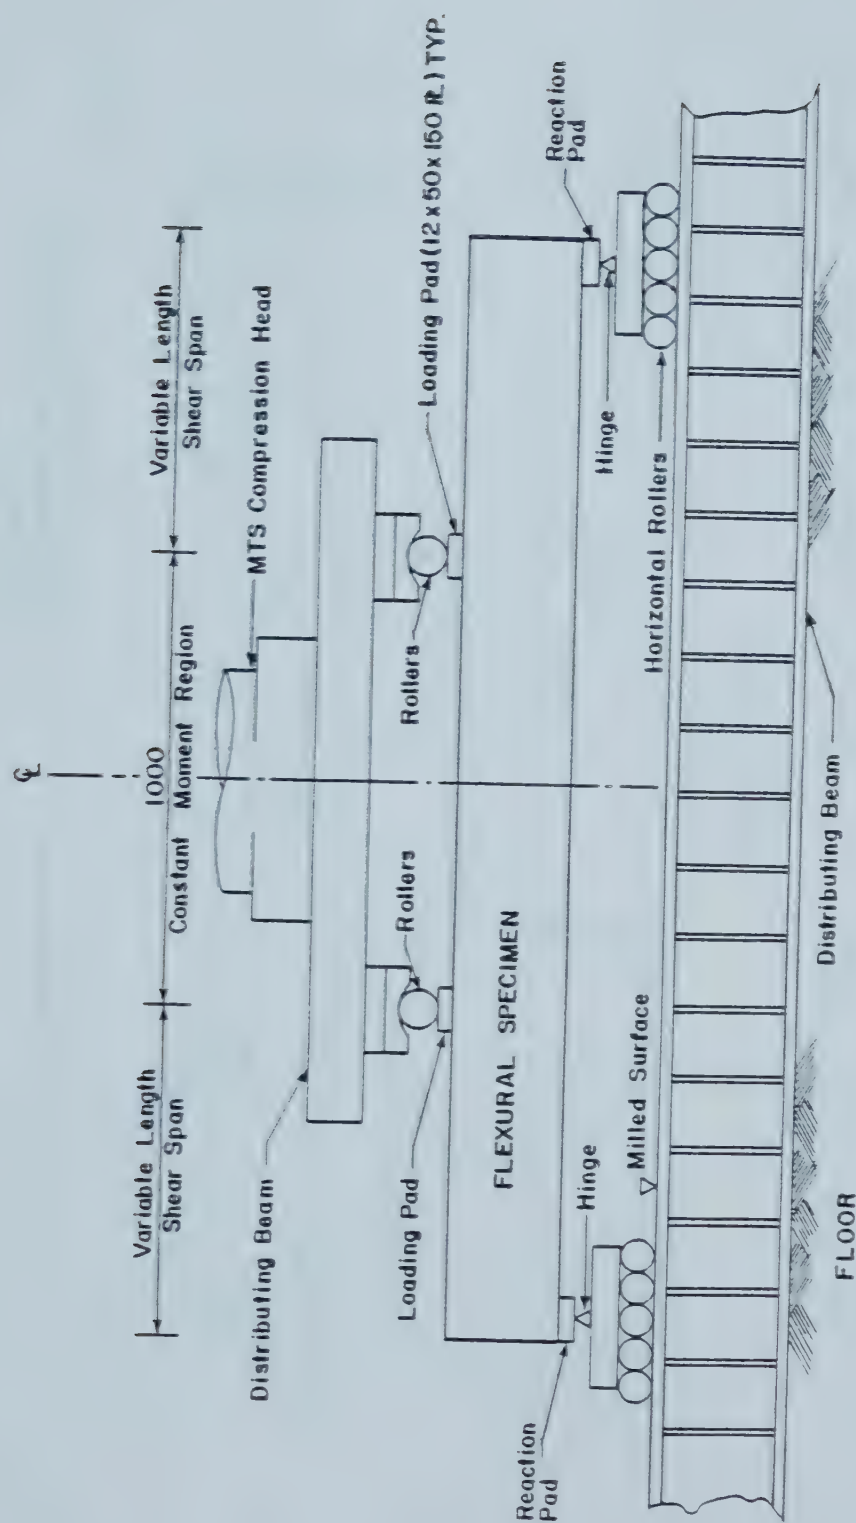 ℄
Variable Length
Shear Span
1000
Constant Moment Region
Variable Length
Shear Span
MTS Compression Head
Distributing Beam
Rollers
Rollers
Loading Pad
Loading Pad (12 x 50 x 150 ℞) TYP.
FLEXURAL SPECIMEN
Reaction
Pad
Hinge
Milled Surface
Hinge
Reaction
Pad
Horizontal Rollers
Distributing Beam
FLOOR